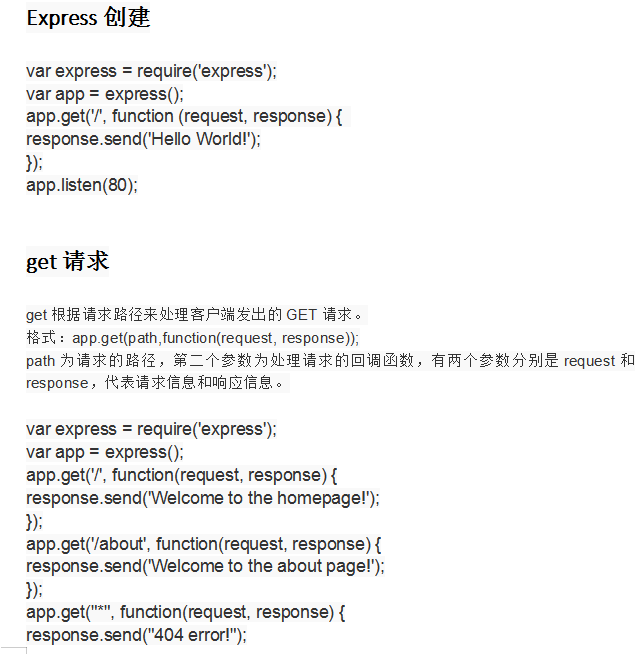 Express 创建
var express = require('express');
var app = express();
app.get('/', function (request, response) {
response.send('Hello World!');
});
app.listen(80);
get 请求
get 根据请求路径来处理客户端发出的 GET 请求。
格式：app.get(path,function(request, response));
path 为请求的路径，第二个参数为处理请求的回调函数，有两个参数分别是 request 和
response，代表请求信息和响应信息。
var express = require('express');
var app = express();
app.get('/', function(request, response) {
response.send('Welcome to the homepage!');
});
app.get('/about', function(request, response) {
response.send('Welcome to the about page!');
});
app.get("*", function(request, response) {
response.send("404 error!");